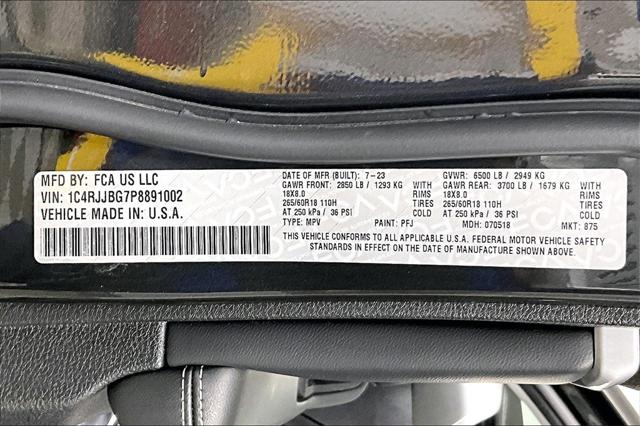 MFD BY: FCA US LLC
VIN: 1C4RJJBG7P8891002
VEHICLE MADE IN U.S.A.
DATE OF MFR (BUILT): 7-23 GVWR: 6500 LB / 2949 KG
GAWR FRONT: 2850 LB / 1293 KG WITH GAWR REAR: 3700 LB / 1679 KG WITH
18X8.0 RIMS 18X8.0 RIMS
265/60R18 110H TIRES 265/60R18 110H TIRES
AT 250 kPa / 36 PSI COLD AT 250 kPa / 36 PSI COLD
TYPE: MPV PAINT: PFJ MDH: 070518 MKT: 875
THIS VEHICLE CONFORMS TO ALL APPLICABLE U.S.A. FEDERAL MOTOR VEHICLE SAFETY
STANDARDS IN EFFECT ON THE DATE OF MANUFACTURE SHOWN ABOVE.